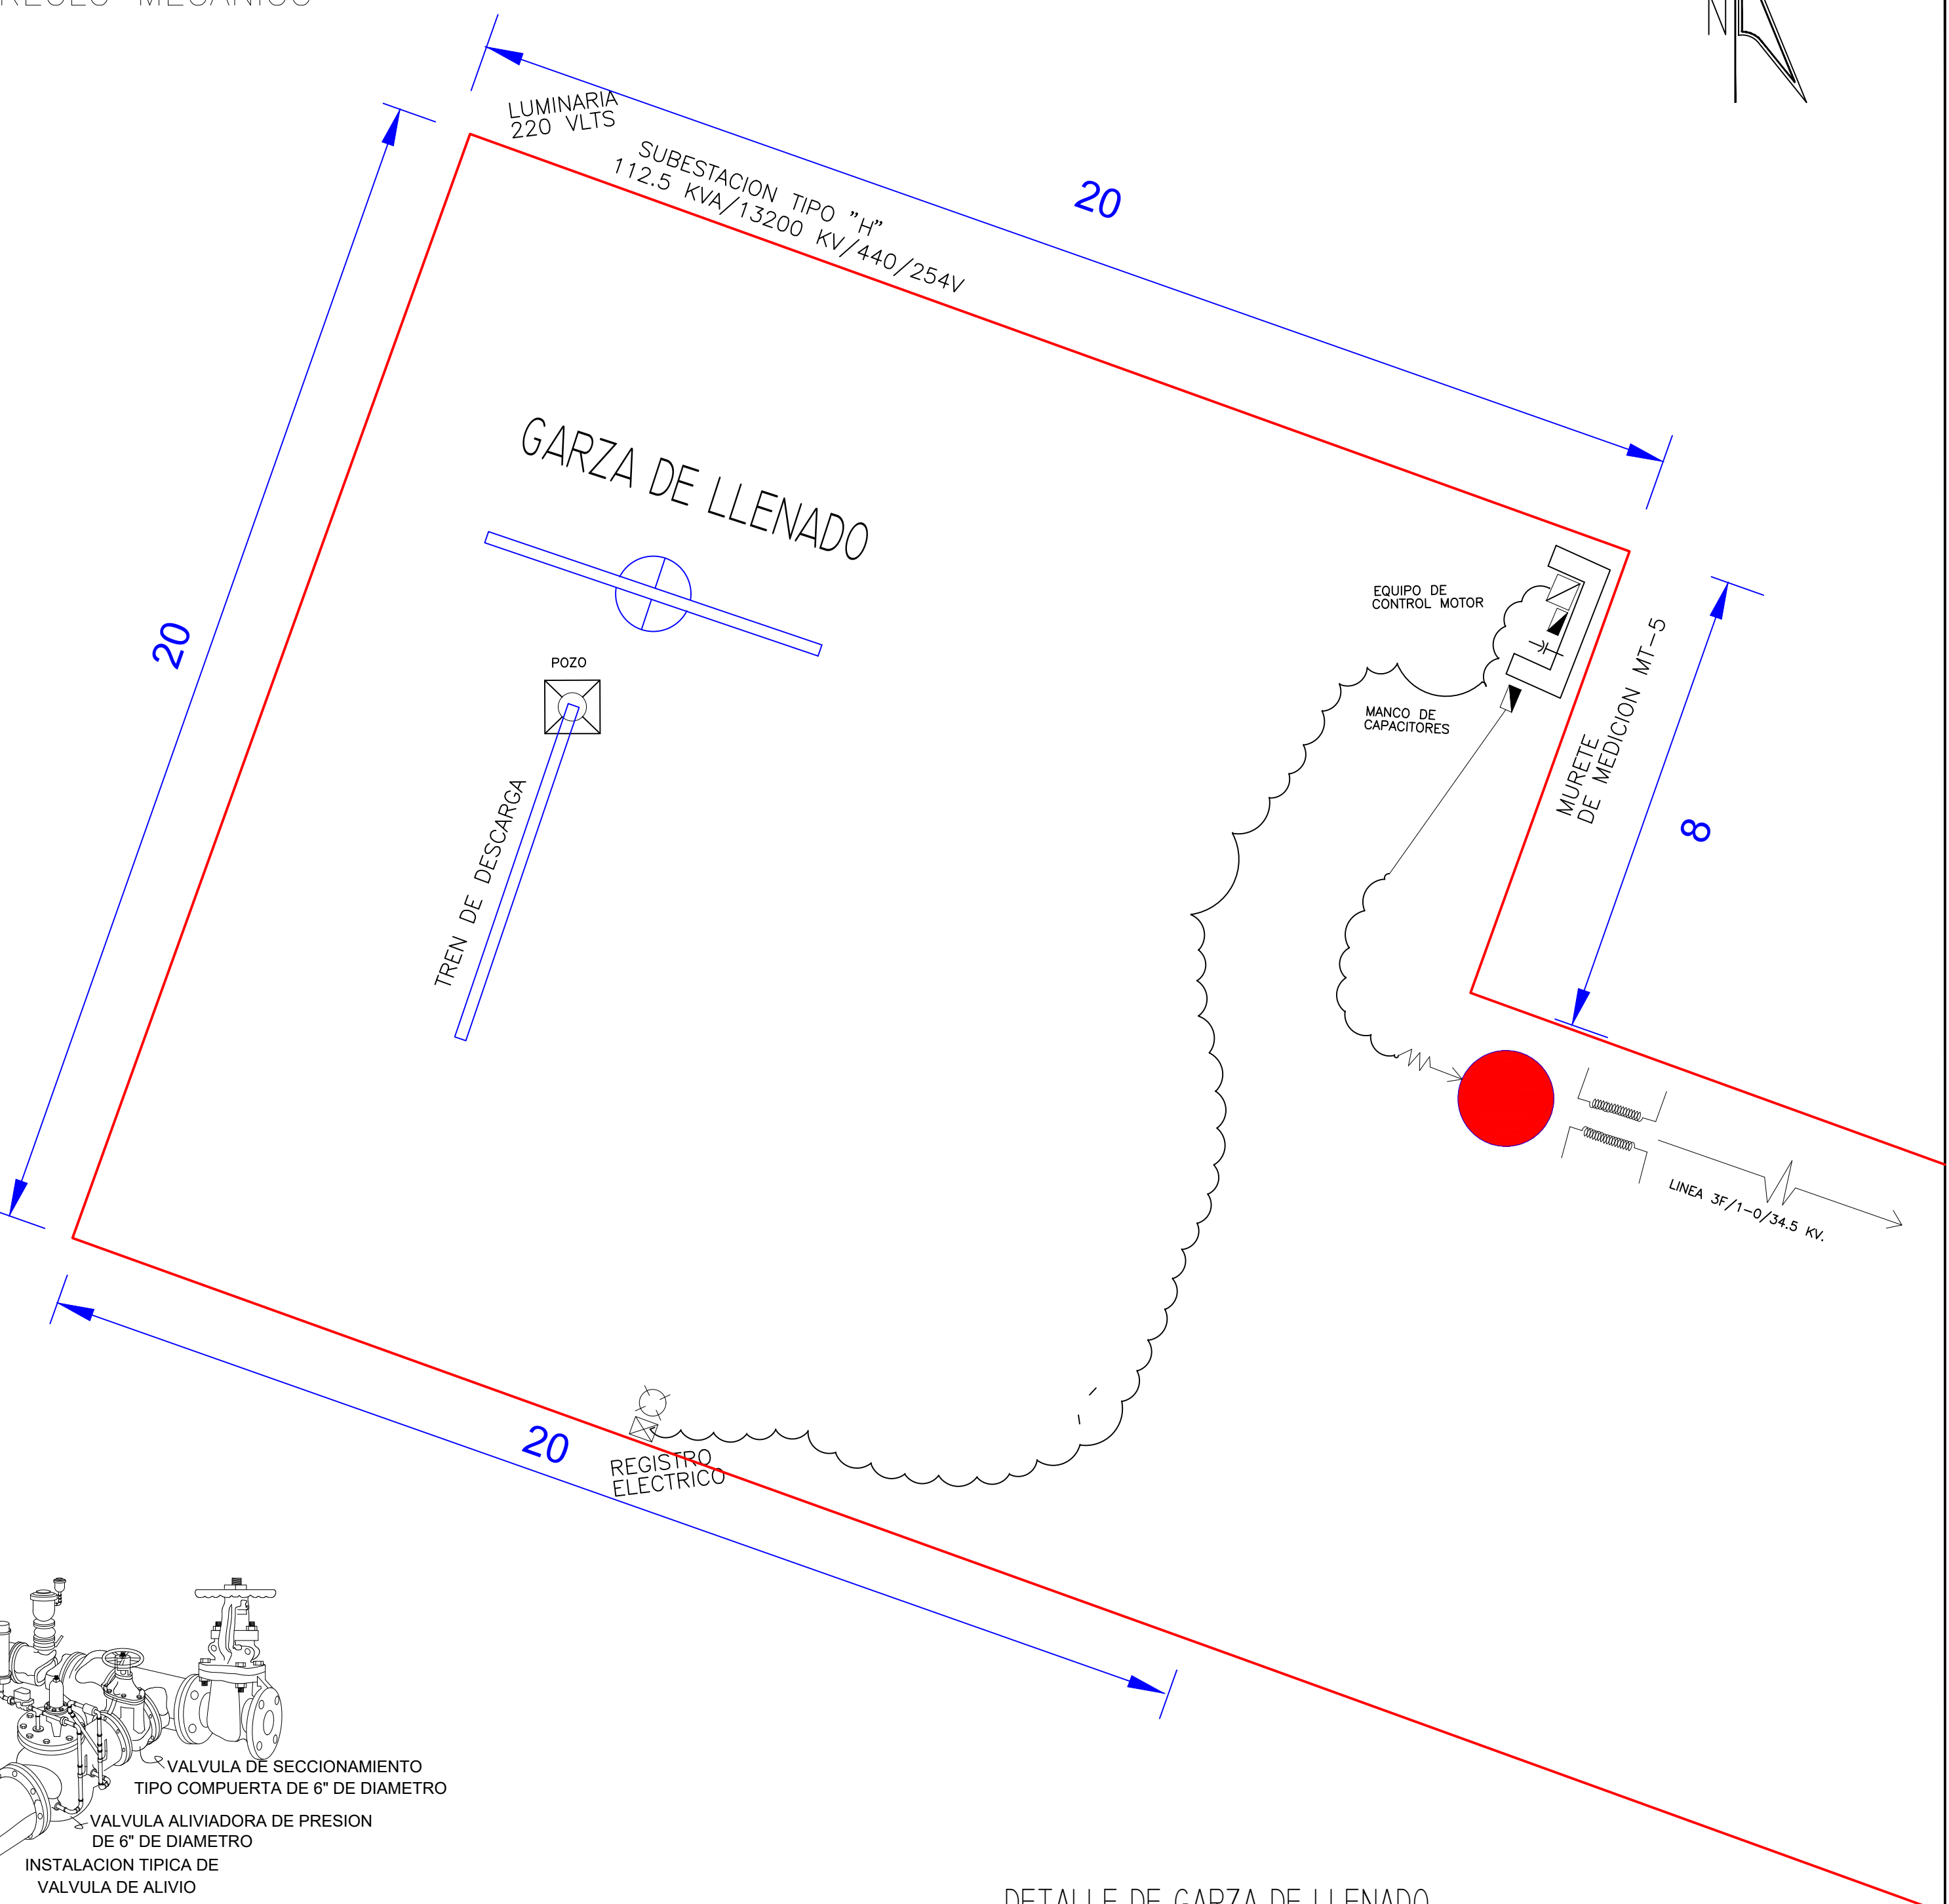 N
LUMINARIA
220 VLTS
SUBESTACION TIPO "H"
112.5 KVA/13200 KV/440/254V
20
GARZA DE LLENADO
20
EQUIPO DE
CONTROL MOTOR
POZO
MANCO DE
CAPACITORES
MURETE
DE MEDICION MT-5
8
TREN DE DESCARGA
LINEA 3F/1-0/34.5 KV.
20
REGISTRO
ELECTRICO
VALVULA DE SECCIONAMIENTO
TIPO COMPUERTA DE 6" DE DIAMETRO
VALVULA ALIVIADORA DE PRESION
DE 6" DE DIAMETRO
INSTALACION TIPICA DE
VALVULA DE ALIVIO
DETALLE DE GARZA DE LLENADO